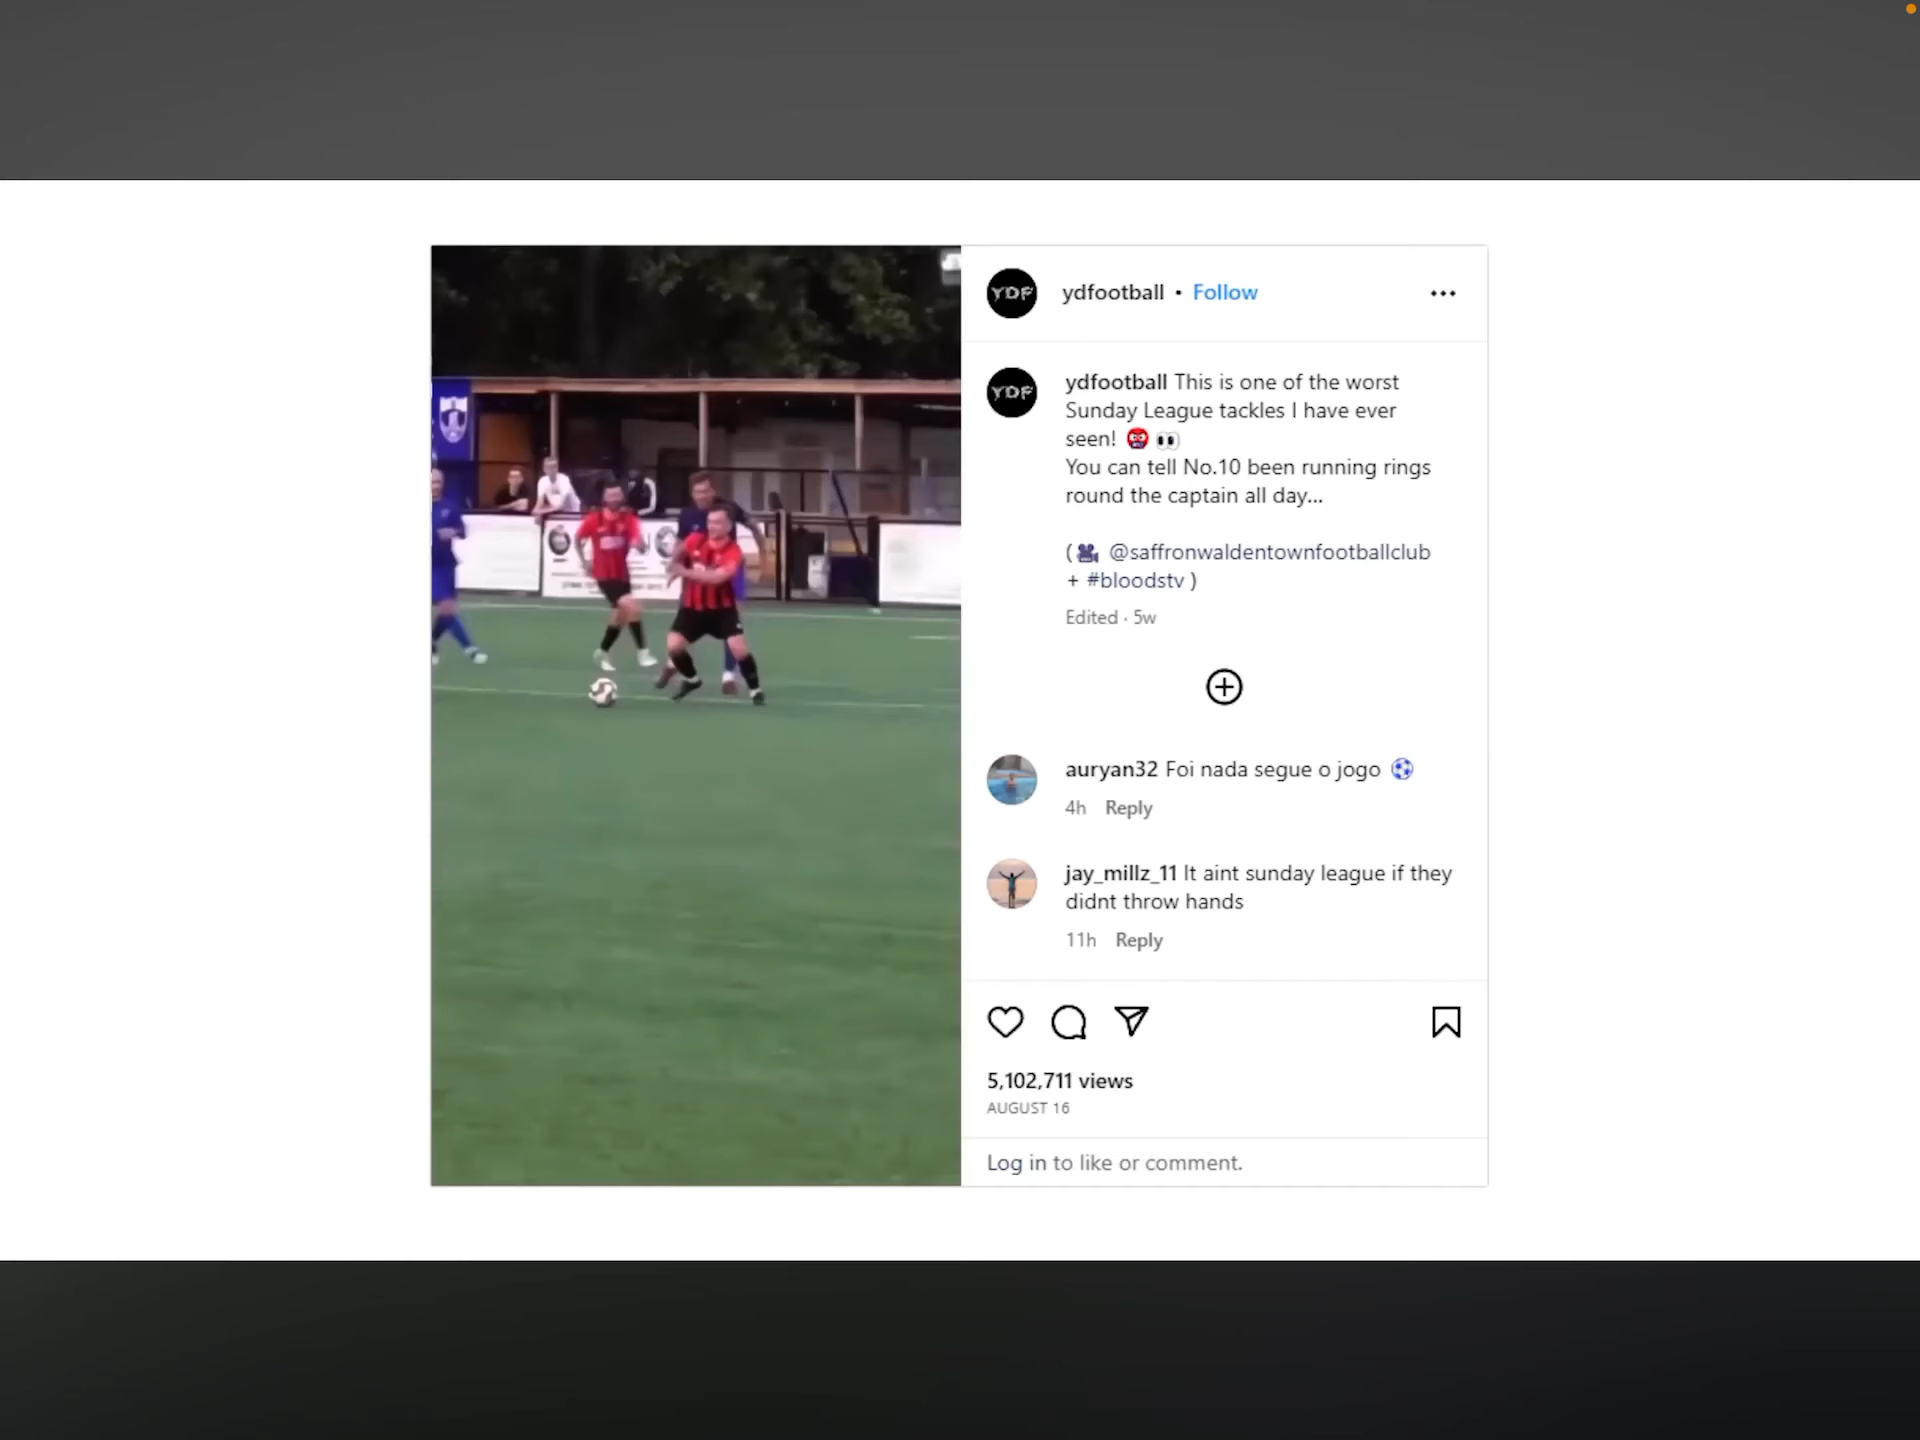 YDF
ydfootball • Follow
YDF
ydfootball This is one of the worst
Sunday League tackles I have ever
seen! 👹 👀
You can tell No.10 been running rings
round the captain all day...
( 🎥 @saffronwaldentownfootballclub
+ #bloodstv )
Edited · 5w
auryan32 Foi nada segue o jogo ⚽
4h Reply
jay_millz_11 It aint sunday league if they
didnt throw hands
11h Reply
5,102,711 views
AUGUST 16
Log in to like or comment.